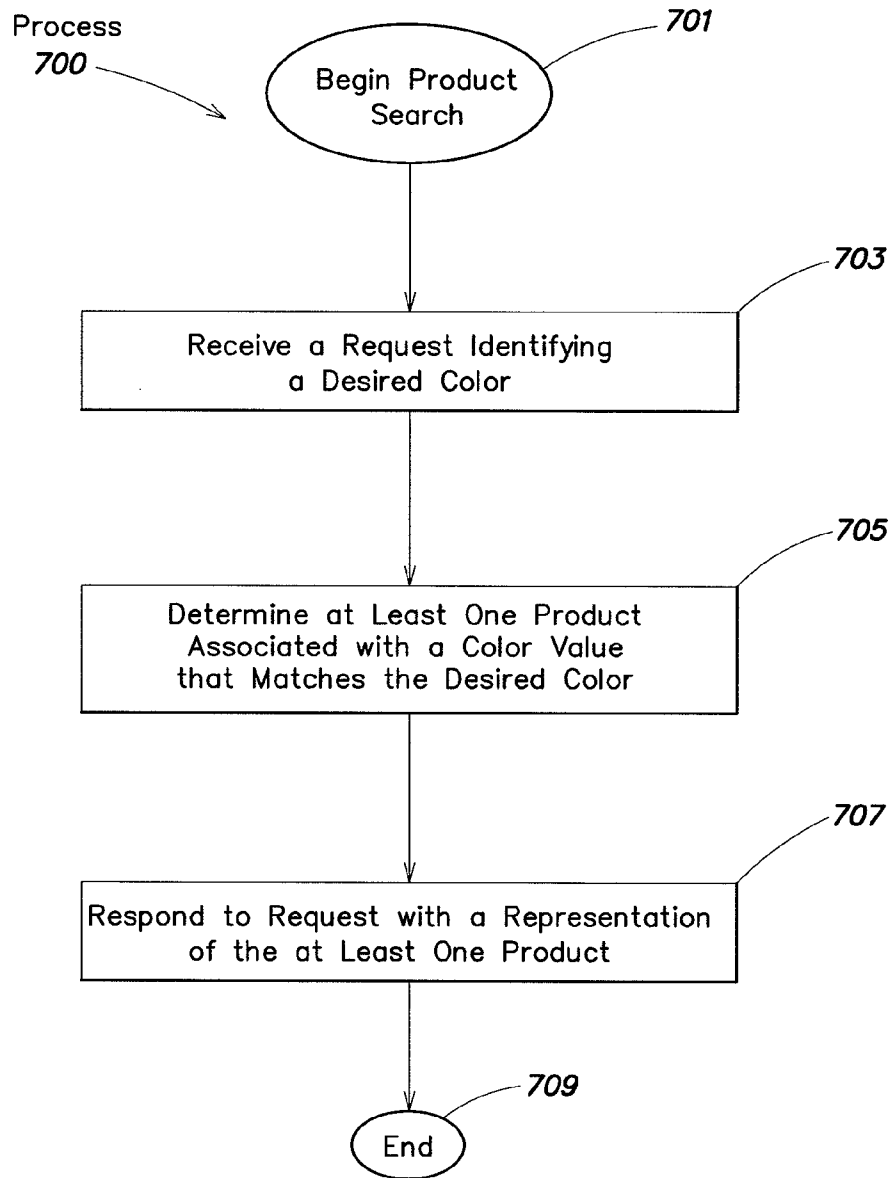 Process
700
701
Begin Product
Search
703
Receive a Request Identifying
a Desired Color
705
Determine at Least One Product
Associated with a Color Value
that Matches the Desired Color
707
Respond to Request with a Representation
of the at Least One Product
709
End